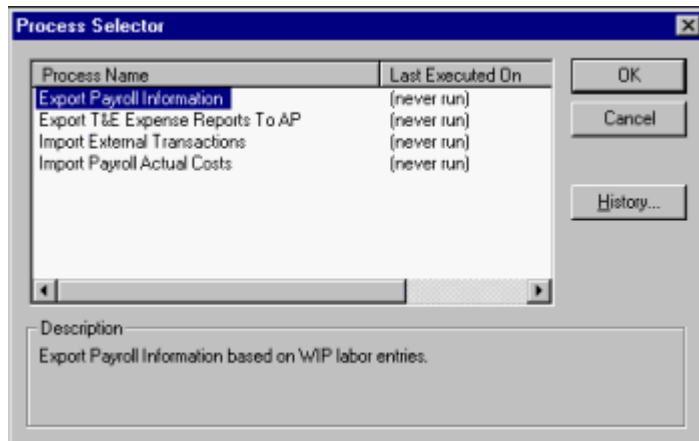 Process Selector
Process Name Last Executed On
Export Payroll Information (never run)
Export T&E Expense Reports To AP (never run)
Import External Transactions (never run)
Import Payroll Actual Costs (never run)
OK
Cancel
History...
Description
Export Payroll Information based on WIP labor entries.